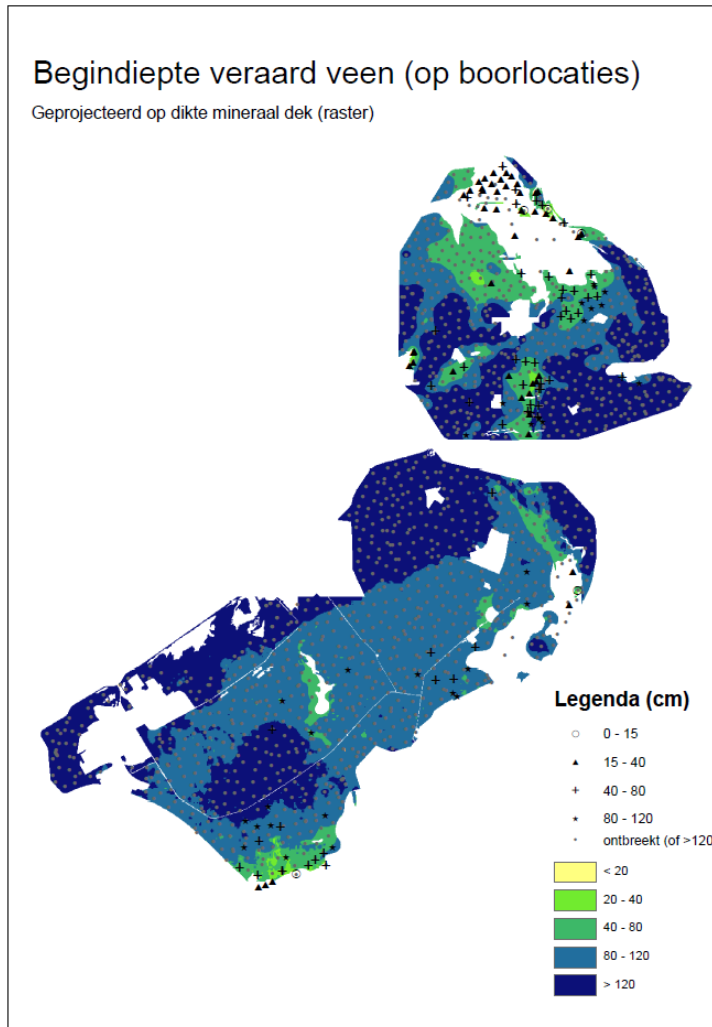 Begindiepte veraard veen (op boorlocaties)
Geprojecteerd op dikte mineraal dek (raster)
Legenda (cm)
0 - 15
15 - 40
40 - 80
80 - 120
ontbreekt (of >120
< 20
20 - 40
40 - 80
80 - 120
> 120